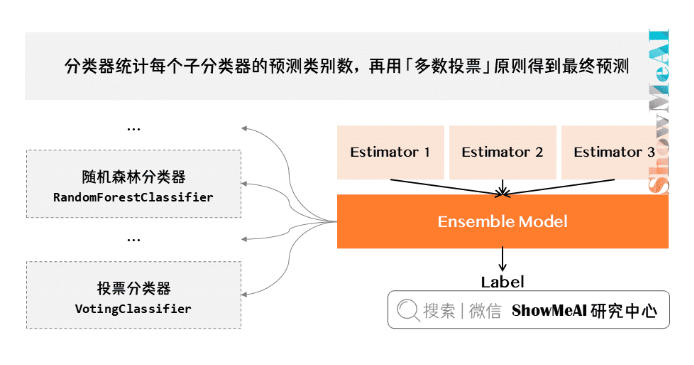 分类器统计每个子分类器的预测类别数，再用「多数投票」原则得到最终预测
ShowMeAI
...
随机森林分类器
RandomForestClassifier
...
投票分类器
VotingClassifier
Estimator 1
Estimator 2
Estimator 3
Ensemble Model
Label
搜索 | 微信 ShowMeAI 研究中心